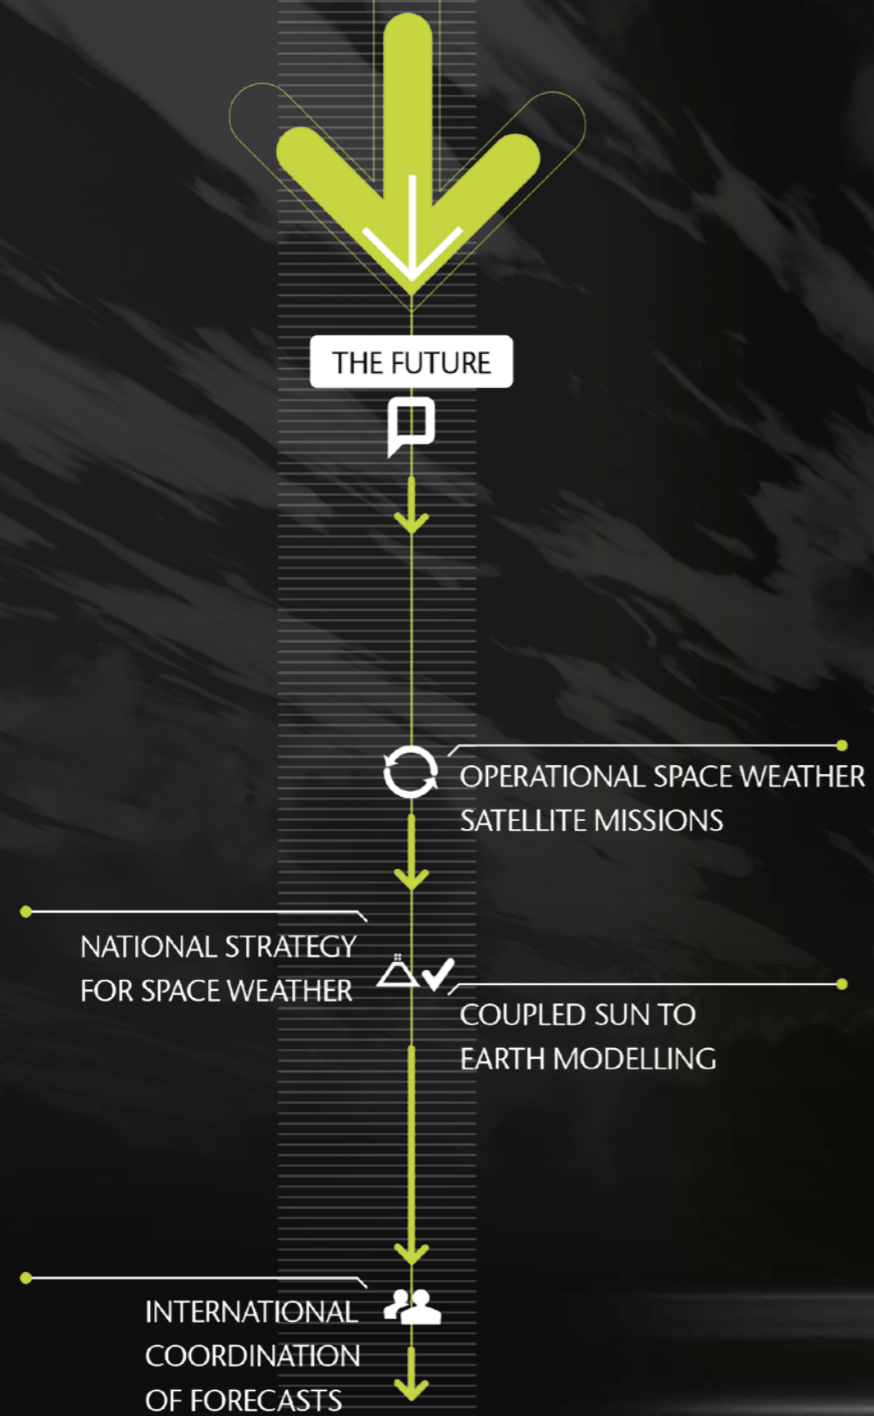 THE FUTURE
OPERATIONAL SPACE WEATHER
SATELLITE MISSIONS
NATIONAL STRATEGY
FOR SPACE WEATHER
COUPLED SUN TO
EARTH MODELLING
INTERNATIONAL
COORDINATION
OF FORECASTS